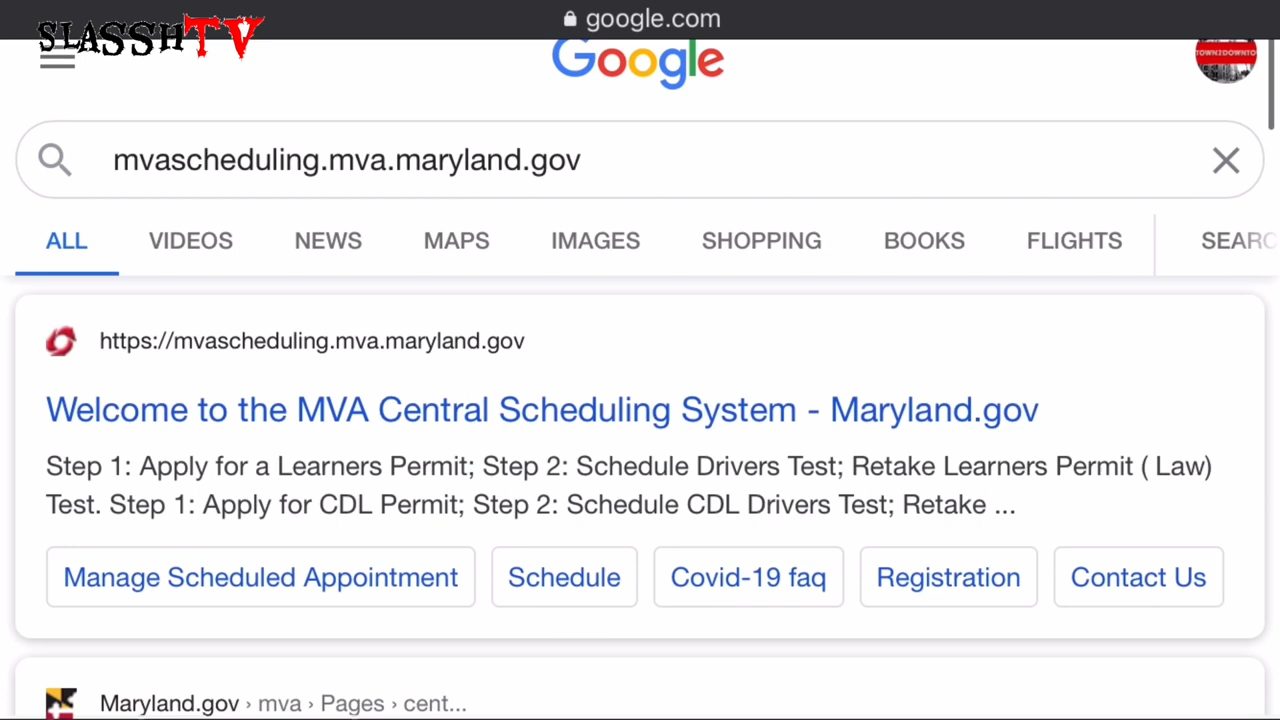 google.com
SLASSHTV
Google
TOWN2DOWNTO
mvascheduling.mva.maryland.gov
ALL VIDEOS NEWS MAPS IMAGES SHOPPING BOOKS FLIGHTS SEARC
https://mvascheduling.mva.maryland.gov
Welcome to the MVA Central Scheduling System - Maryland.gov
Step 1: Apply for a Learners Permit; Step 2: Schedule Drivers Test; Retake Learners Permit ( Law)
Test. Step 1: Apply for CDL Permit; Step 2: Schedule CDL Drivers Test; Retake ...
Manage Scheduled Appointment Schedule Covid-19 faq Registration Contact Us
Maryland.gov › mva › Pages › cent...